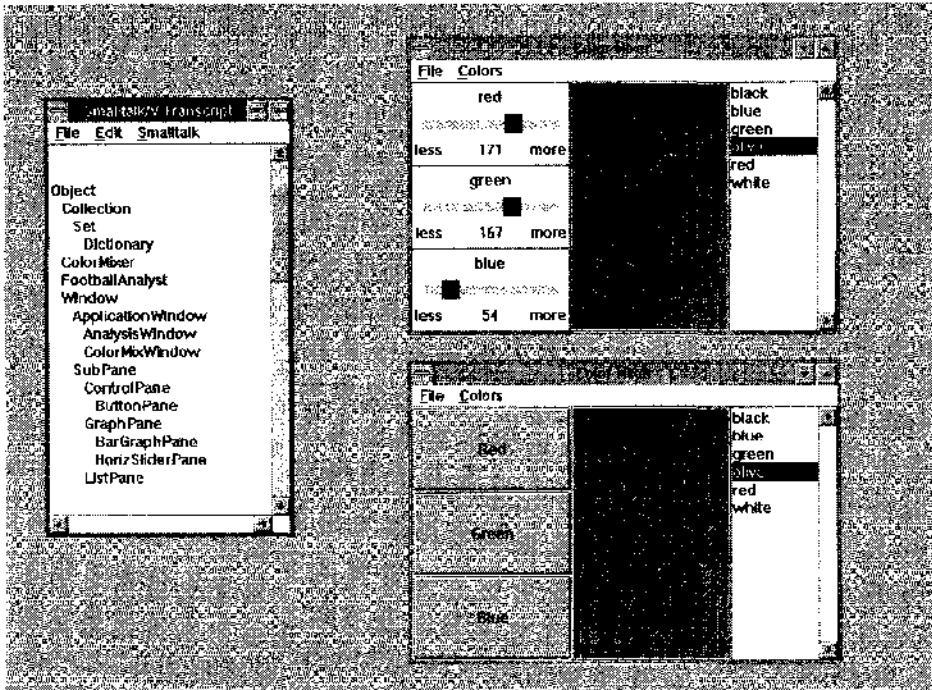 Smalltalk/V Transcript
File Edit Smalltalk
Object
Collection
Set
Dictionary
ColorMixer
FootballAnalyst
Window
ApplicationWindow
AnalysisWindow
ColorMixWindow
SubPane
ControlPane
ButtonPane
GraphPane
BarGraphPane
HorizSliderPane
ListPane
Color Mixer
File Colors
red
less 171 more
green
less 167 more
blue
less 54 more
black
blue
green
olive
red
white
File Colors
Red
Green
Blue
black
blue
green
olive
red
white